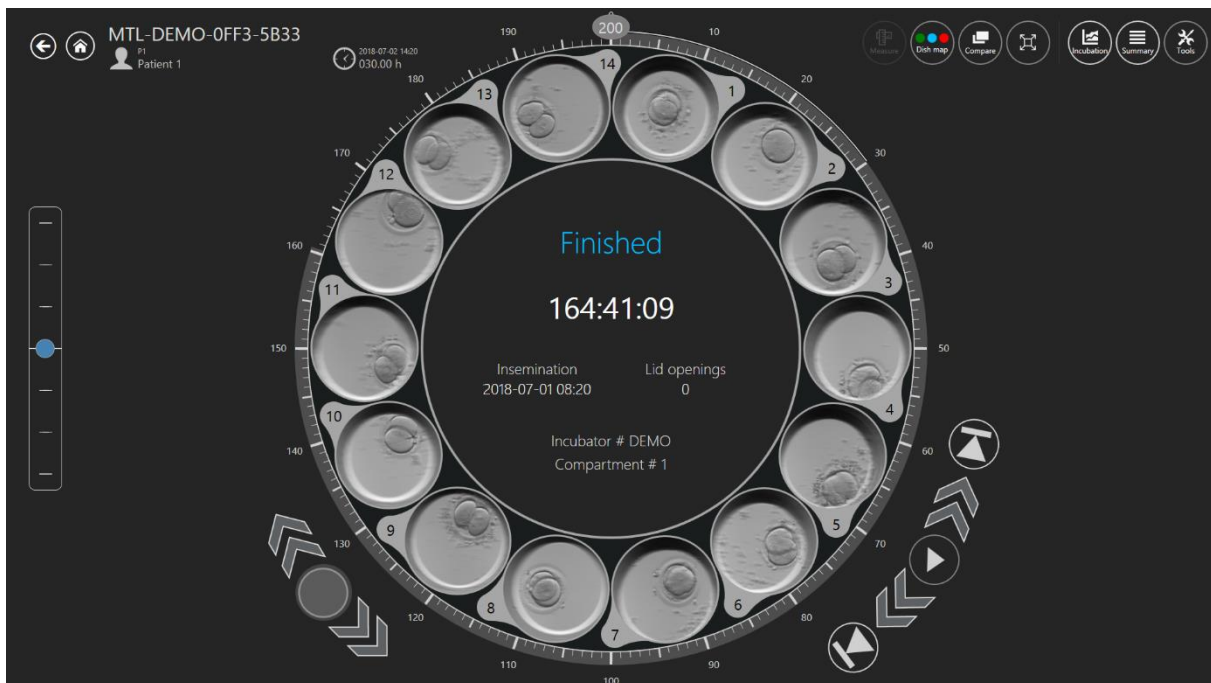 MTL-DEMO-0FF3-5B33
P1
Patient 1
2018-07-02 14:20
030.00 h
Measure
Dish map
Compare
Incubation
Summary
Tools
200
10
20
30
40
50
60
70
80
90
100
110
120
130
140
150
160
170
180
190
1
2
3
4
5
6
7
8
9
10
11
12
13
14
Finished
164:41:09
Insemination
2018-07-01 08:20
Lid openings
0
Incubator # DEMO
Compartment # 1